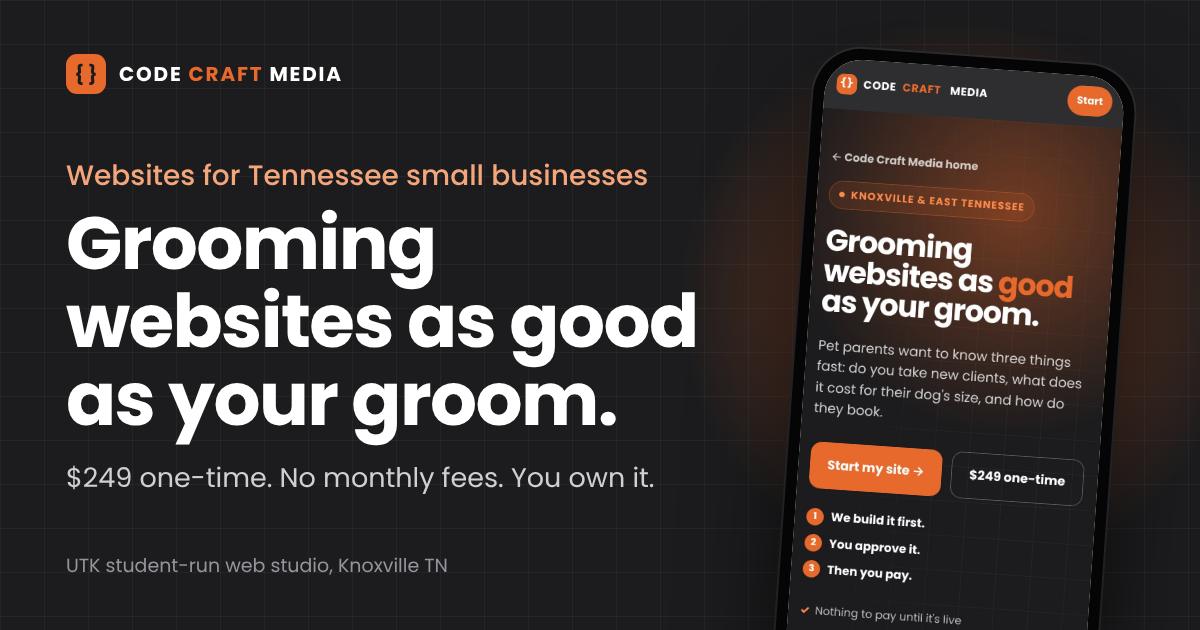 {} CODE CRAFT MEDIA
Websites for Tennessee small businesses
Grooming
websites as good
as your groom.
$249 one-time. No monthly fees. You own it.
UTK student-run web studio, Knoxville TN
{} CODE CRAFT MEDIA
Start
← Code Craft Media home
• KNOXVILLE & EAST TENNESSEE
Grooming
websites as good
as your groom.
Pet parents want to know three things
fast: do you take new clients, what does
it cost for their dog's size, and how do
they book.
Start my site →
$249 one-time
1 We build it first.
2 You approve it.
3 Then you pay.
✓ Nothing to pay until it's live